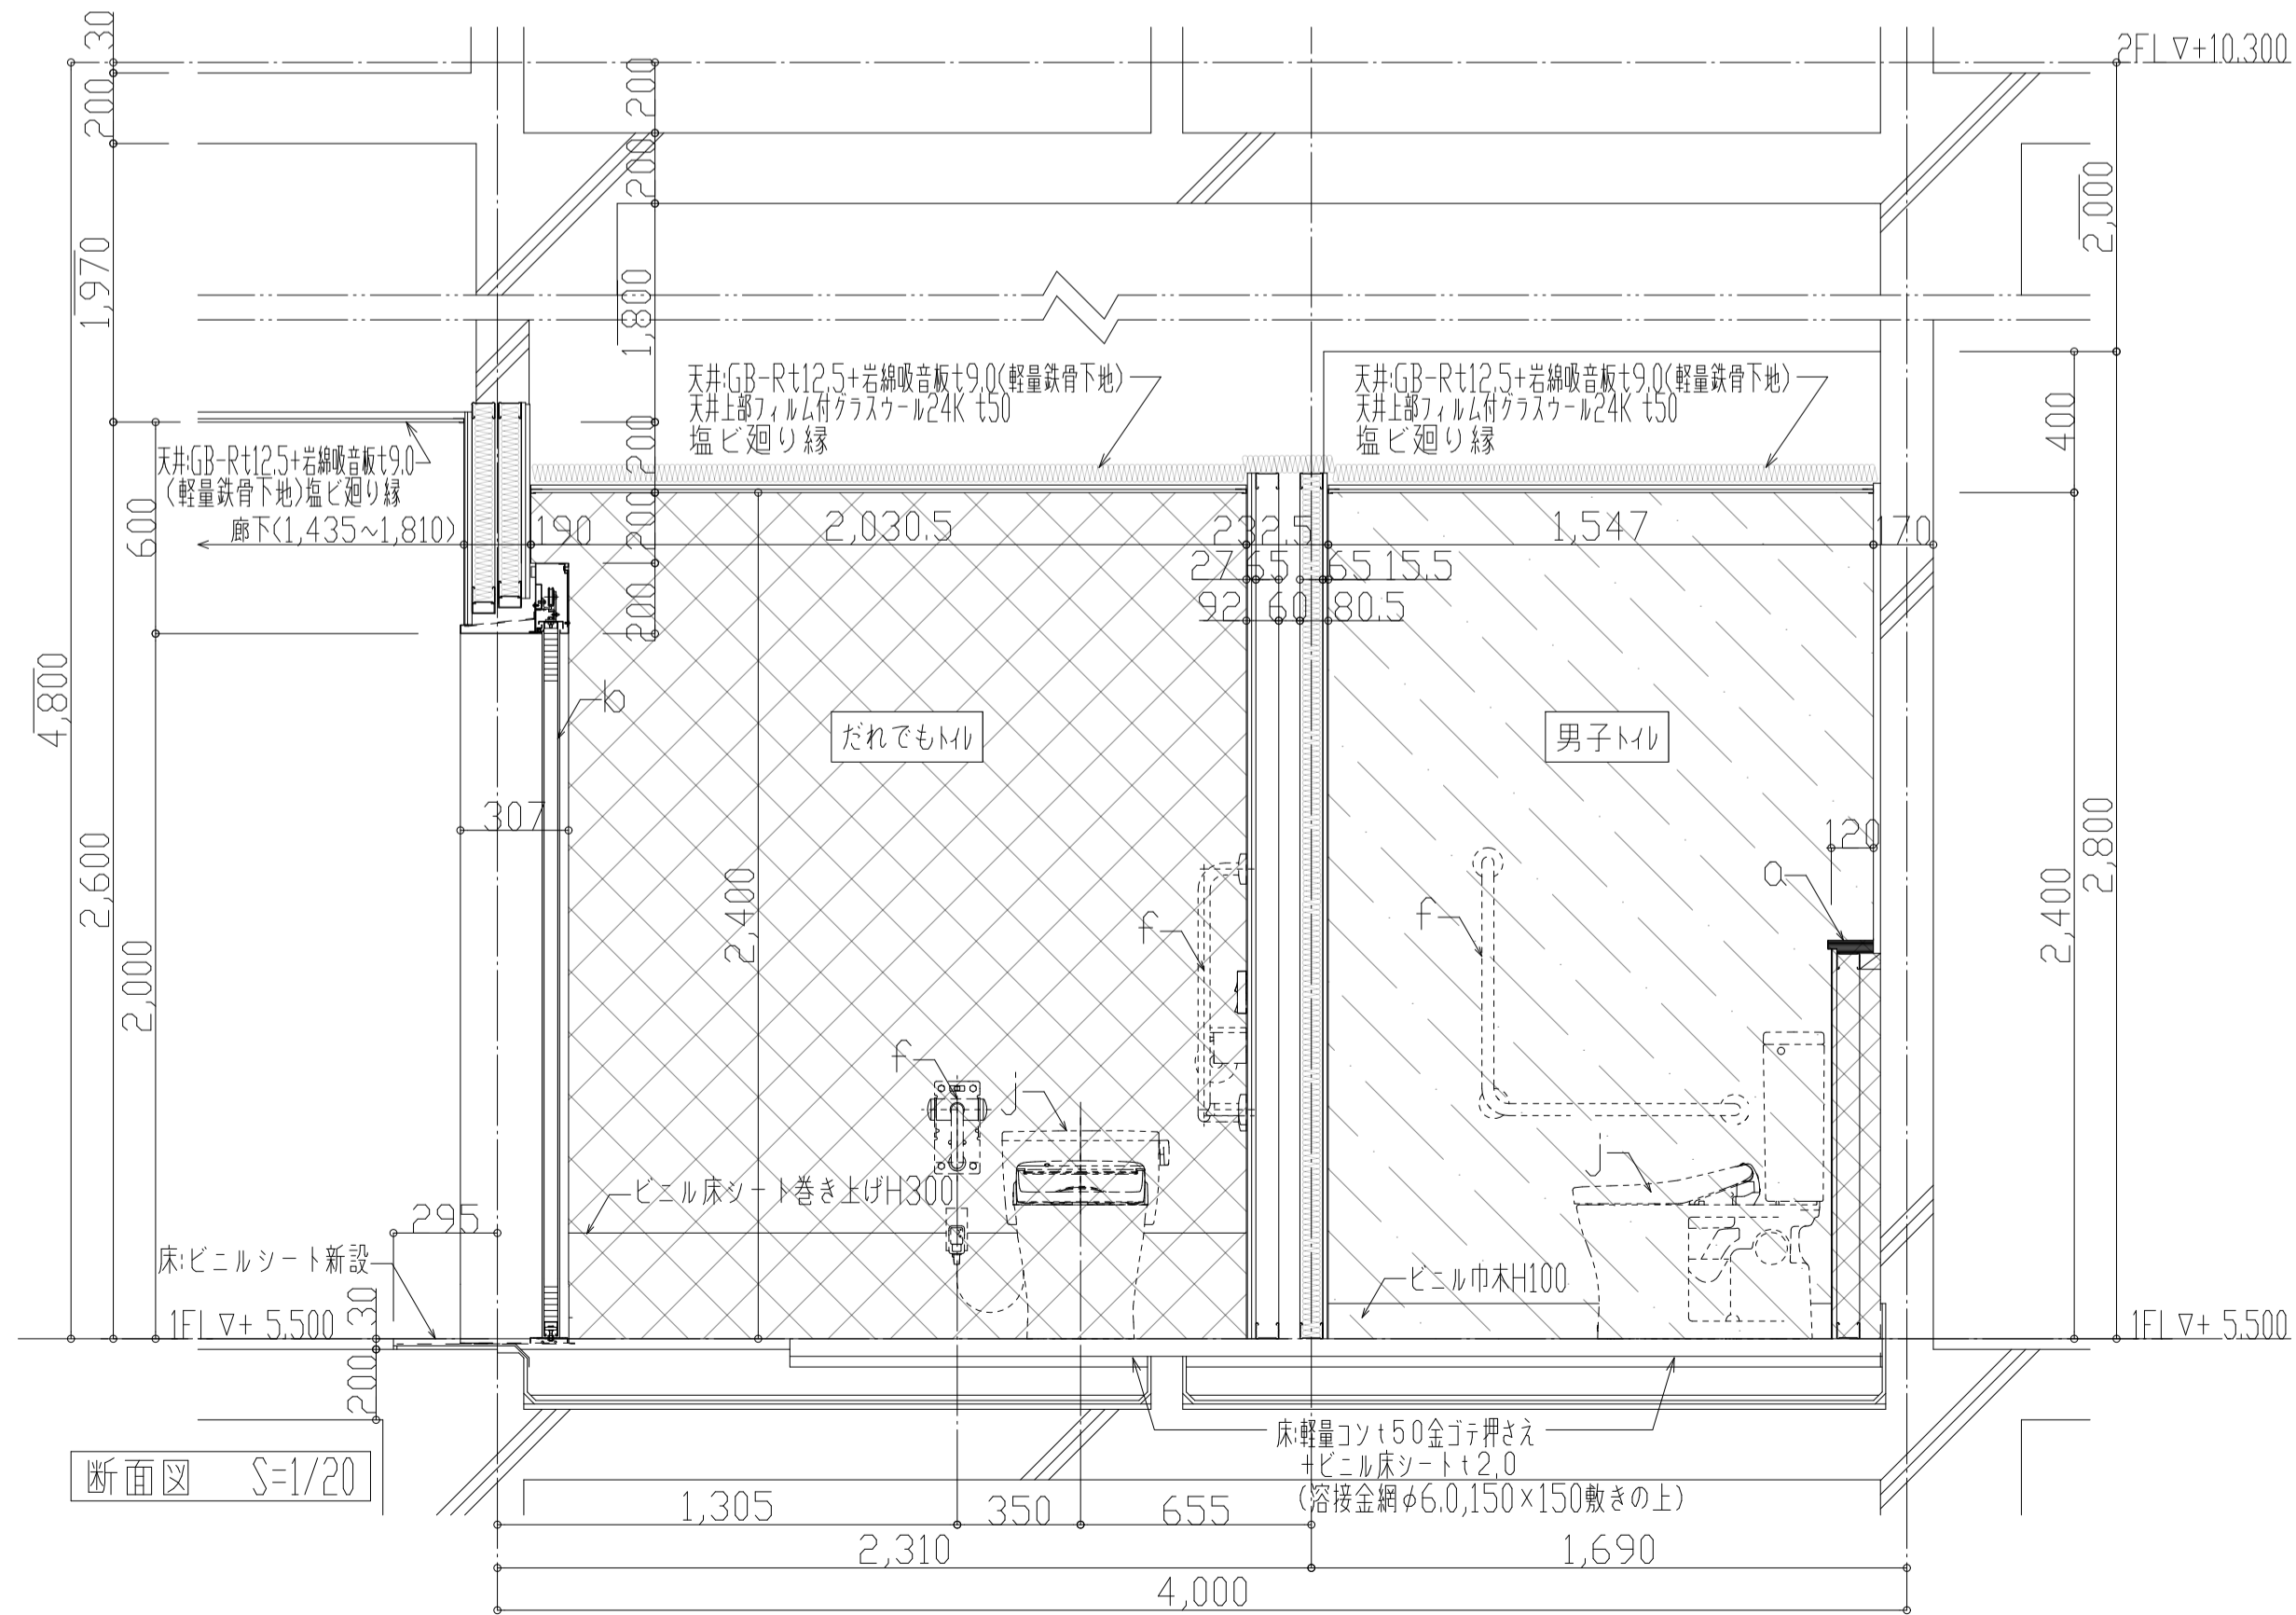 30
200
1,970
4,800
2,600
600
2,000
200
200
1,800
200
200
200
2FL ▽+10,300
2,000
400
2,800
2,400
天井:GB-Rt12.5+岩綿吸音板t9.0(軽量鉄骨下地)
天井上部フィルム付グラスウール24K t50
塩ビ廻り縁
天井:GB-Rt12.5+岩綿吸音板t9.0(軽量鉄骨下地)
天井上部フィルム付グラスウール24K t50
塩ビ廻り縁
天井:GB-Rt12.5+岩綿吸音板t9.0
(軽量鉄骨下地)塩ビ廻り縁
廊下(1,435~1,810)
190
2,030.5
232.5
1,547
170
27 65
65 15.5
92 60 80.5
b
だれでもトイレ
男子トイレ
307
2,400
120
a
f
f
f
J
J
ビニル床シート巻き上げH300
295
床:ビニルシート新設
ビニル巾木H100
1FL ▽+ 5,500
30
200
1FL ▽+ 5,500
床:軽量コンt50金ゴテ押さえ
+ビニル床シートt2.0
(溶接金網φ6.0,150×150敷きの上)
断面図 S=1/20
1,305
350
655
2,310
1,690
4,000